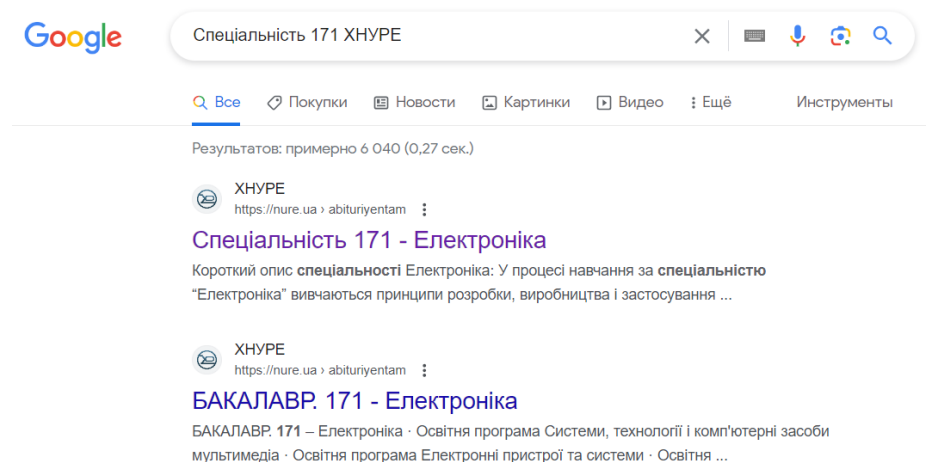 Google
Спеціальність 171 ХНУРЕ
Все Покупки Новости Картинки Видео Ещё Инструменты
Результатов: примерно 6 040 (0,27 сек.)
ХНУРЕ
https://nure.ua › abituriyentam
Спеціальність 171 - Електроніка
Короткий опис спеціальності Електроніка: У процесі навчання за спеціальністю
“Електроніка” вивчаються принципи розробки, виробництва і застосування ...
ХНУРЕ
https://nure.ua › abituriyentam
БАКАЛАВР. 171 - Електроніка
БАКАЛАВР. 171 – Електроніка · Освітня програма Системи, технології і комп'ютерні засоби
мультимедіа · Освітня програма Електронні пристрої та системи · Освітня ...